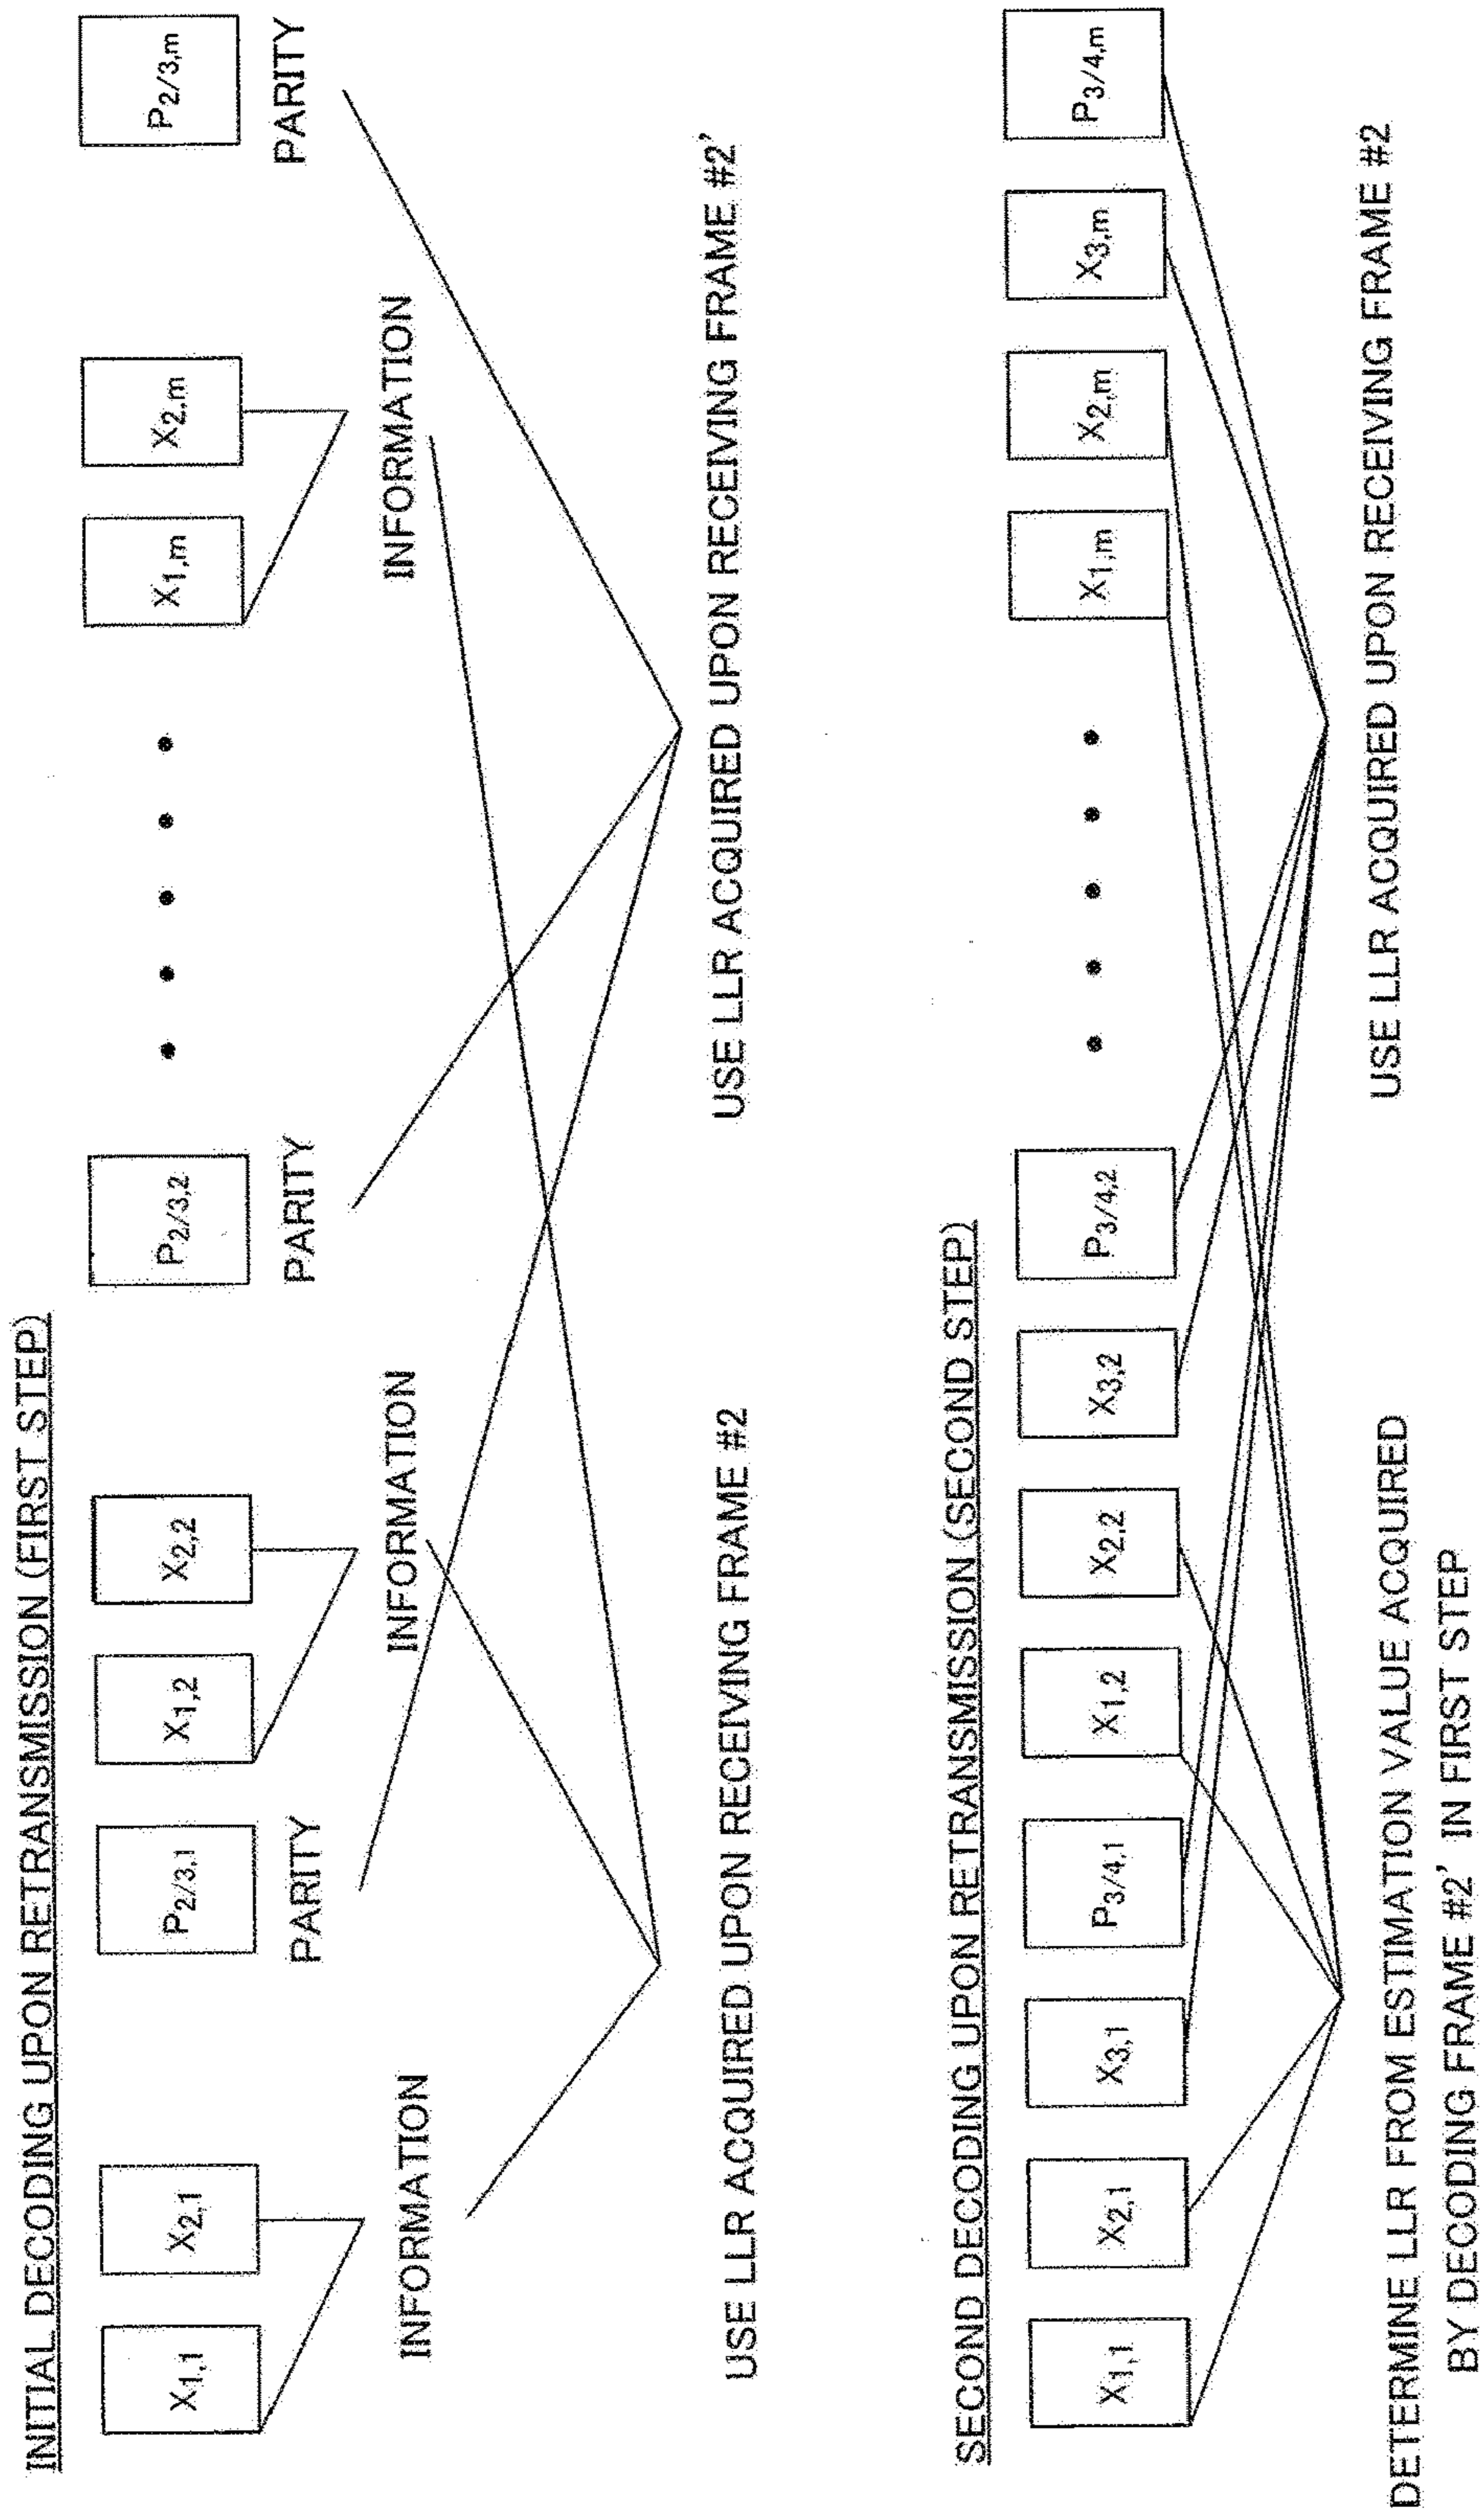 INITIAL DECODING UPON RETRANSMISSION (FIRST STEP)
X1,1 X2,1 P2/3,1 X1,2 X2,2 P2/3,2 X1,m X2,m P2/3,m
PARITY PARITY PARITY
INFORMATION INFORMATION INFORMATION
USE LLR ACQUIRED UPON RECEIVING FRAME #2 USE LLR ACQUIRED UPON RECEIVING FRAME #2'
SECOND DECODING UPON RETRANSMISSION (SECOND STEP)
X1,1 X2,1 X3,1 P3/4,1 X1,2 X2,2 X3,2 P3/4,2 X1,m X2,m X3,m P3/4,m
DETERMINE LLR FROM ESTIMATION VALUE ACQUIRED USE LLR ACQUIRED UPON RECEIVING FRAME #2
BY DECODING FRAME #2' IN FIRST STEP